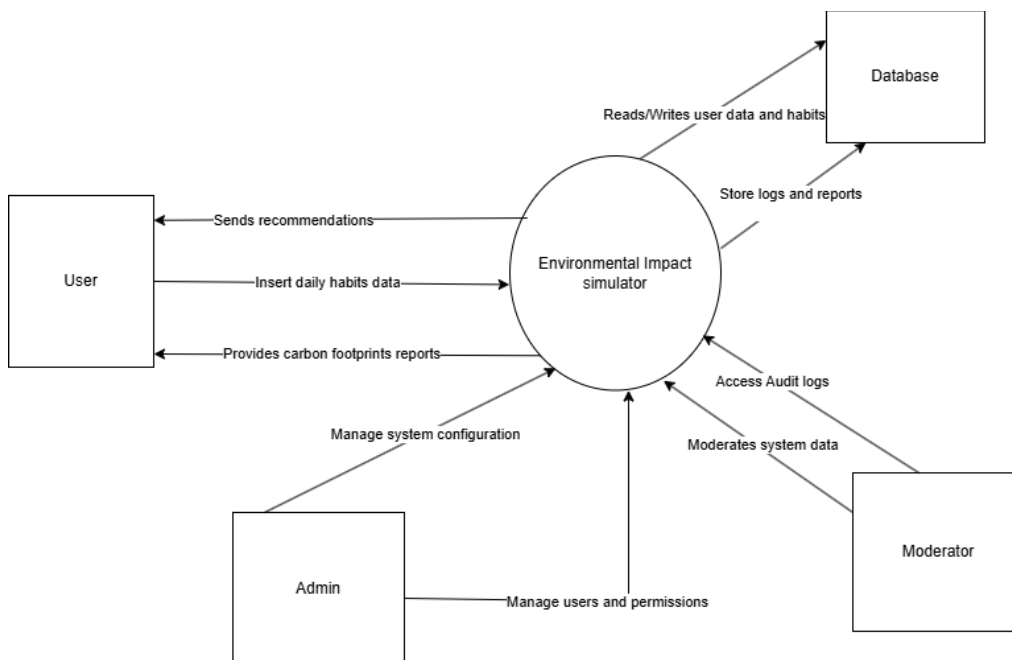 Database
Reads/Writes user data and habits
Store logs and reports
Sends recommendations
Environmental Impact
simulator
User
Insert daily habits data
Provides carbon footprints reports
Access Audit logs
Manage system configuration
Moderates system data
Moderator
Admin
Manage users and permissions